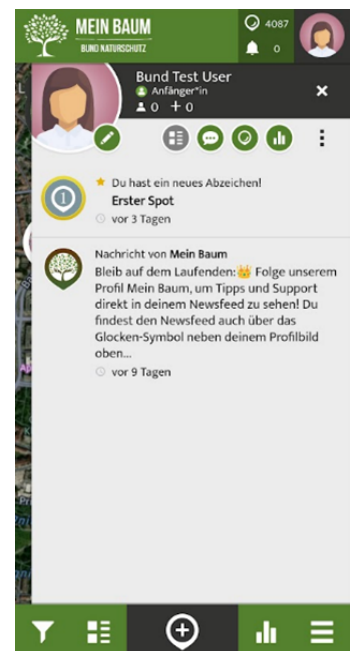 MEIN BAUM
BUND NATURSCHUTZ
4087
0
Bund Test User
Anfänger*in
0 + 0
Du hast ein neues Abzeichen!
Erster Spot
vor 3 Tagen
1
Nachricht von Mein Baum
Bleib auf dem Laufenden:👑 Folge unserem
Profil Mein Baum, um Tipps und Support
direkt in deinem Newsfeed zu sehen! Du
findest den Newsfeed auch über das
Glocken-Symbol neben deinem Profilbild
oben...
vor 9 Tagen